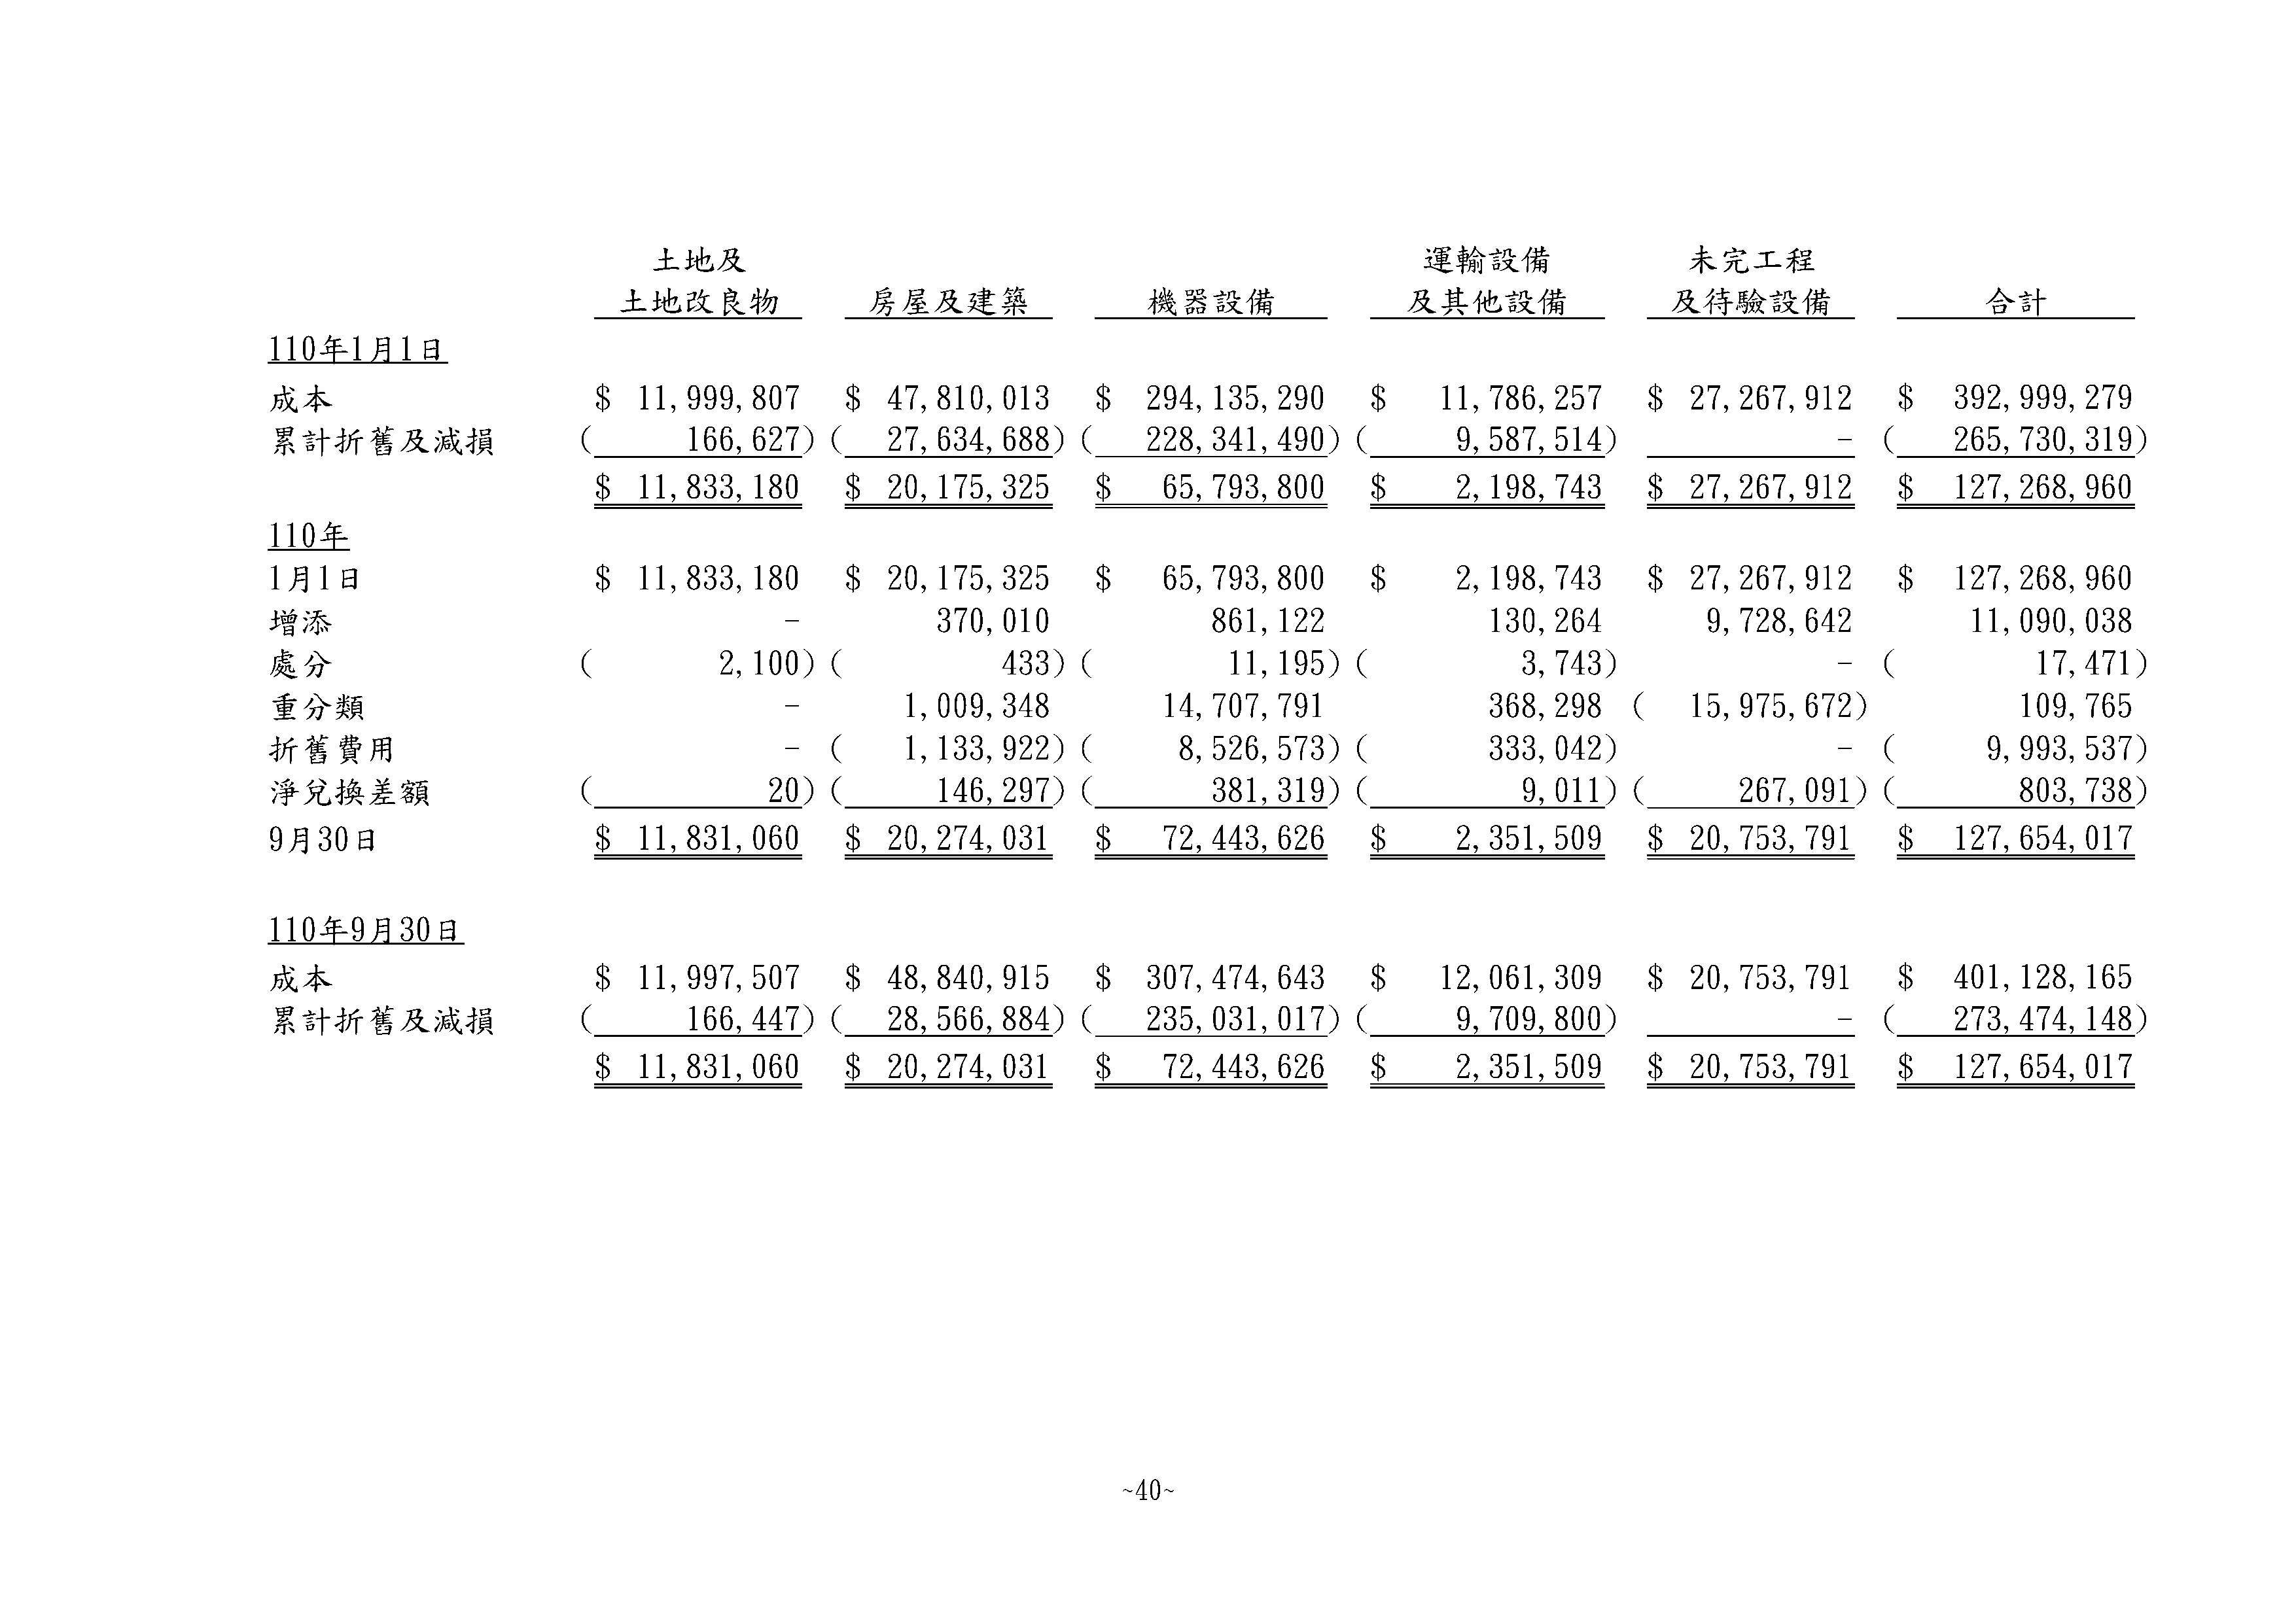 土地及 運輸設備 未完工程
土地改良物 房屋及建築 機器設備 及其他設備 及待驗設備 合計
110年1月1日
成本 $ 11,999,807 $ 47,810,013 $ 294,135,290 $ 11,786,257 $ 27,267,912 $ 392,999,279
累計折舊及減損 ( 166,627) ( 27,634,688) ( 228,341,490) ( 9,587,514) - ( 265,730,319)
$ 11,833,180 $ 20,175,325 $ 65,793,800 $ 2,198,743 $ 27,267,912 $ 127,268,960
110年
1月1日 $ 11,833,180 $ 20,175,325 $ 65,793,800 $ 2,198,743 $ 27,267,912 $ 127,268,960
增添 - 370,010 861,122 130,264 9,728,642 11,090,038
處分 ( 2,100) ( 433) ( 11,195) ( 3,743) - ( 17,471)
重分類 - 1,009,348 14,707,791 368,298 ( 15,975,672) 109,765
折舊費用 - ( 1,133,922) ( 8,526,573) ( 333,042) - ( 9,993,537)
淨兌換差額 ( 20) ( 146,297) ( 381,319) ( 9,011) ( 267,091) ( 803,738)
9月30日 $ 11,831,060 $ 20,274,031 $ 72,443,626 $ 2,351,509 $ 20,753,791 $ 127,654,017
110年9月30日
成本 $ 11,997,507 $ 48,840,915 $ 307,474,643 $ 12,061,309 $ 20,753,791 $ 401,128,165
累計折舊及減損 ( 166,447) ( 28,566,884) ( 235,031,017) ( 9,709,800) - ( 273,474,148)
$ 11,831,060 $ 20,274,031 $ 72,443,626 $ 2,351,509 $ 20,753,791 $ 127,654,017
~40~